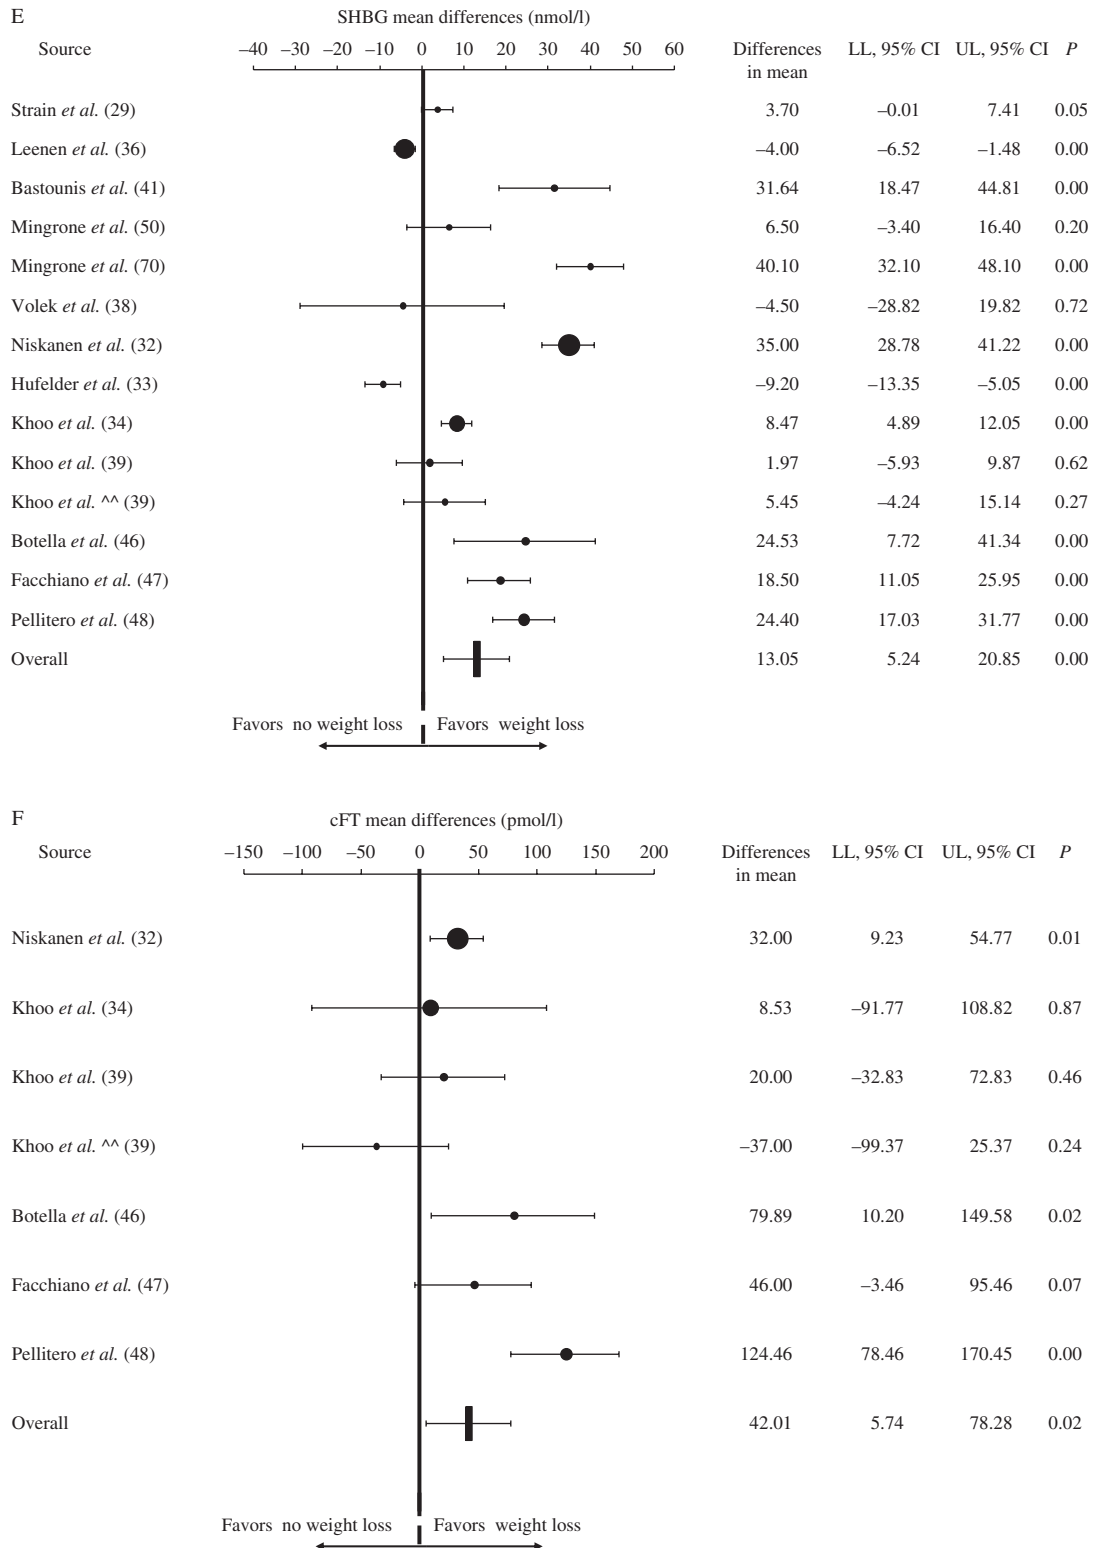 E
SHBG mean differences (nmol/l)
Source –40 –30 –20 –10 0 10 20 30 40 50 60 Differences in mean LL, 95% CI UL, 95% CI P
Strain et al. (29) 3.70 –0.01 7.41 0.05
Leenen et al. (36) –4.00 –6.52 –1.48 0.00
Bastounis et al. (41) 31.64 18.47 44.81 0.00
Mingrone et al. (50) 6.50 –3.40 16.40 0.20
Mingrone et al. (70) 40.10 32.10 48.10 0.00
Volek et al. (38) –4.50 –28.82 19.82 0.72
Niskanen et al. (32) 35.00 28.78 41.22 0.00
Hufelder et al. (33) –9.20 –13.35 –5.05 0.00
Khoo et al. (34) 8.47 4.89 12.05 0.00
Khoo et al. (39) 1.97 –5.93 9.87 0.62
Khoo et al. ^^ (39) 5.45 –4.24 15.14 0.27
Botella et al. (46) 24.53 7.72 41.34 0.00
Facchiano et al. (47) 18.50 11.05 25.95 0.00
Pellitero et al. (48) 24.40 17.03 31.77 0.00
Overall 13.05 5.24 20.85 0.00
Favors no weight loss Favors weight loss
F
cFT mean differences (pmol/l)
Source –150 –100 –50 0 50 100 150 200 Differences in mean LL, 95% CI UL, 95% CI P
Niskanen et al. (32) 32.00 9.23 54.77 0.01
Khoo et al. (34) 8.53 –91.77 108.82 0.87
Khoo et al. (39) 20.00 –32.83 72.83 0.46
Khoo et al. ^^ (39) –37.00 –99.37 25.37 0.24
Botella et al. (46) 79.89 10.20 149.58 0.02
Facchiano et al. (47) 46.00 –3.46 95.46 0.07
Pellitero et al. (48) 124.46 78.46 170.45 0.00
Overall 42.01 5.74 78.28 0.02
Favors no weight loss Favors weight loss